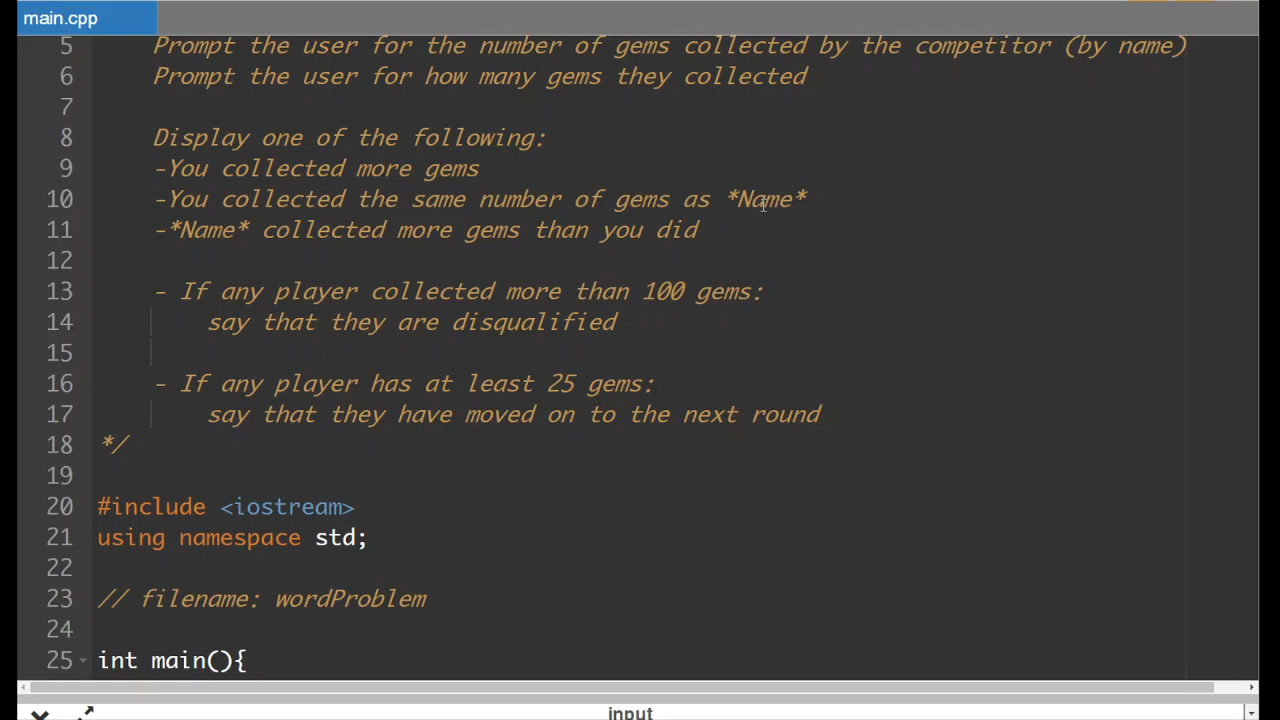 main.cpp
5 Prompt the user for the number of gems collected by the competitor (by name)
6 Prompt the user for how many gems they collected
7
8 Display one of the following:
9 -You collected more gems
10 -You collected the same number of gems as *Name*
11 -*Name* collected more gems than you did
12
13 - If any player collected more than 100 gems:
14 say that they are disqualified
15
16 - If any player has at least 25 gems:
17 say that they have moved on to the next round
18 */
19
20 #include <iostream>
21 using namespace std;
22
23 // filename: wordProblem
24
25 int main(){
input